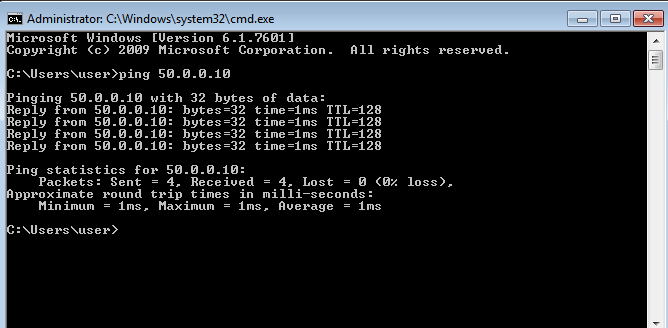 Administrator: C:\Windows\system32\cmd.exe
Microsoft Windows [Version 6.1.7601]
Copyright (c) 2009 Microsoft Corporation.  All rights reserved.
C:\Users\user>ping 50.0.0.10
Pinging 50.0.0.10 with 32 bytes of data:
Reply from 50.0.0.10: bytes=32 time=1ms TTL=128
Reply from 50.0.0.10: bytes=32 time=1ms TTL=128
Reply from 50.0.0.10: bytes=32 time=1ms TTL=128
Reply from 50.0.0.10: bytes=32 time=1ms TTL=128
Ping statistics for 50.0.0.10:
    Packets: Sent = 4, Received = 4, Lost = 0 (0% loss),
Approximate round trip times in milli-seconds:
    Minimum = 1ms, Maximum = 1ms, Average = 1ms
C:\Users\user>